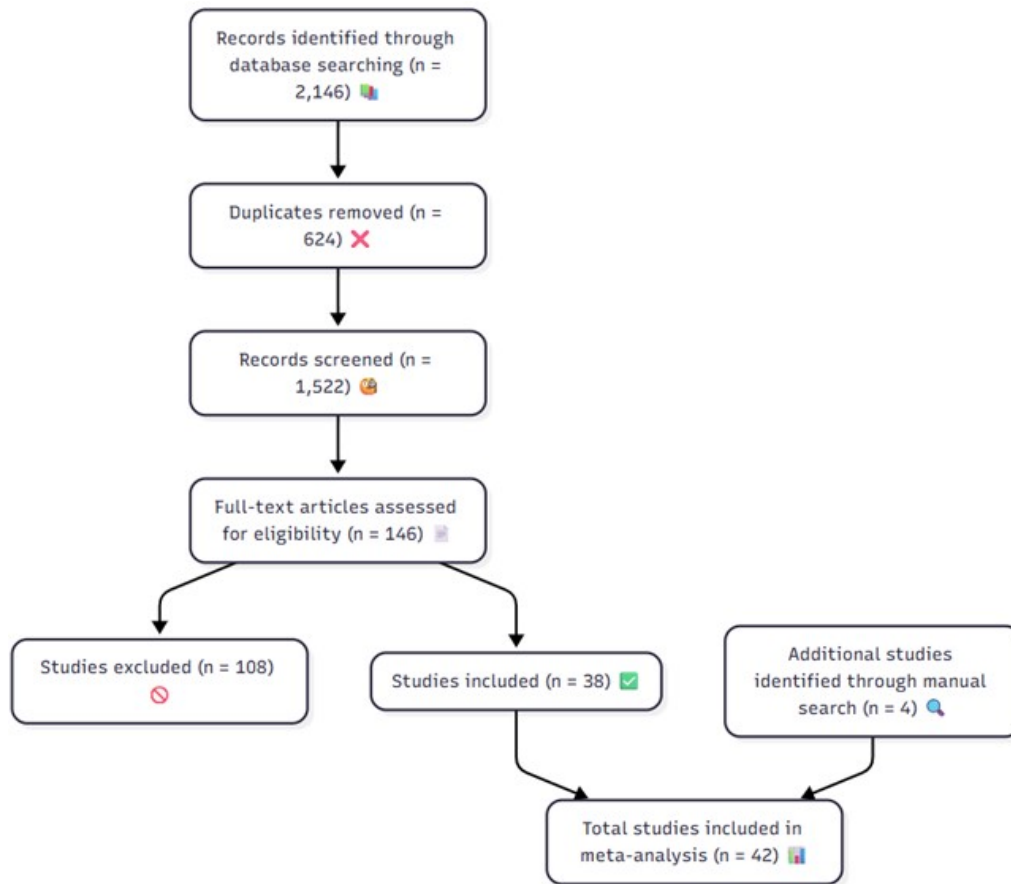 Records identified through
database searching (n =
2,146) 📚
Duplicates removed (n =
624) ❌
Records screened (n =
1,522) 🧐
Full-text articles assessed
for eligibility (n = 146) 📄
Studies excluded (n = 108)
🚫
Studies included (n = 38) ✅
Additional studies
identified through manual
search (n = 4) 🔍
Total studies included in
meta-analysis (n = 42) 📊